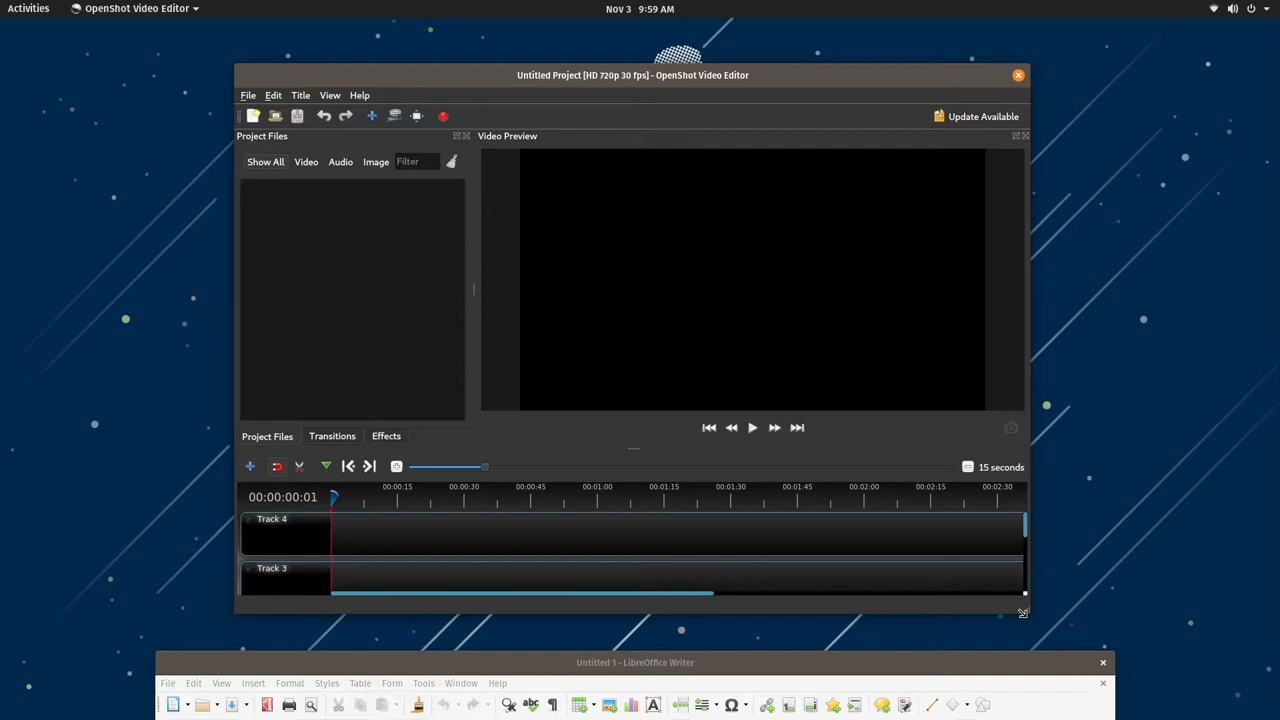 Activities OpenShot Video Editor Nov 3 9:59 AM
Untitled Project [HD 720p 30 fps] - OpenShot Video Editor
File Edit Title View Help
Update Available
Project Files Video Preview
Show All Video Audio Image Filter
Project Files Transitions Effects
15 seconds
00:00:00:01 00:00:15 00:00:30 00:00:45 00:01:00 00:01:15 00:01:30 00:01:45 00:02:00 00:02:15 00:02:30
Track 4
Track 3
Untitled 1 - LibreOffice Writer
File Edit View Insert Format Styles Table Form Tools Window Help